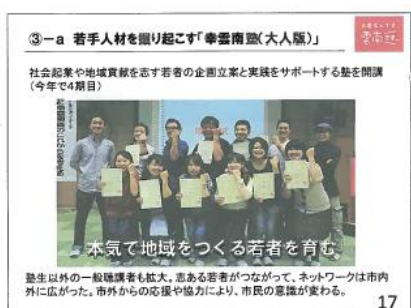 ③－a 若手人材を掘り起こす「幸雲南塾（大人版）」
社会起業や地域貢献を志す若者の企画立案と実践をサポートする塾を開講
（今年で4期目）
本気で地域をつくる若者を育む
塾生以外の一般聴講者も拡大。志ある若者がつながって、ネットワークは市内
外に広がった。市外からの応援や協力により、市民の意識が変わる。
17